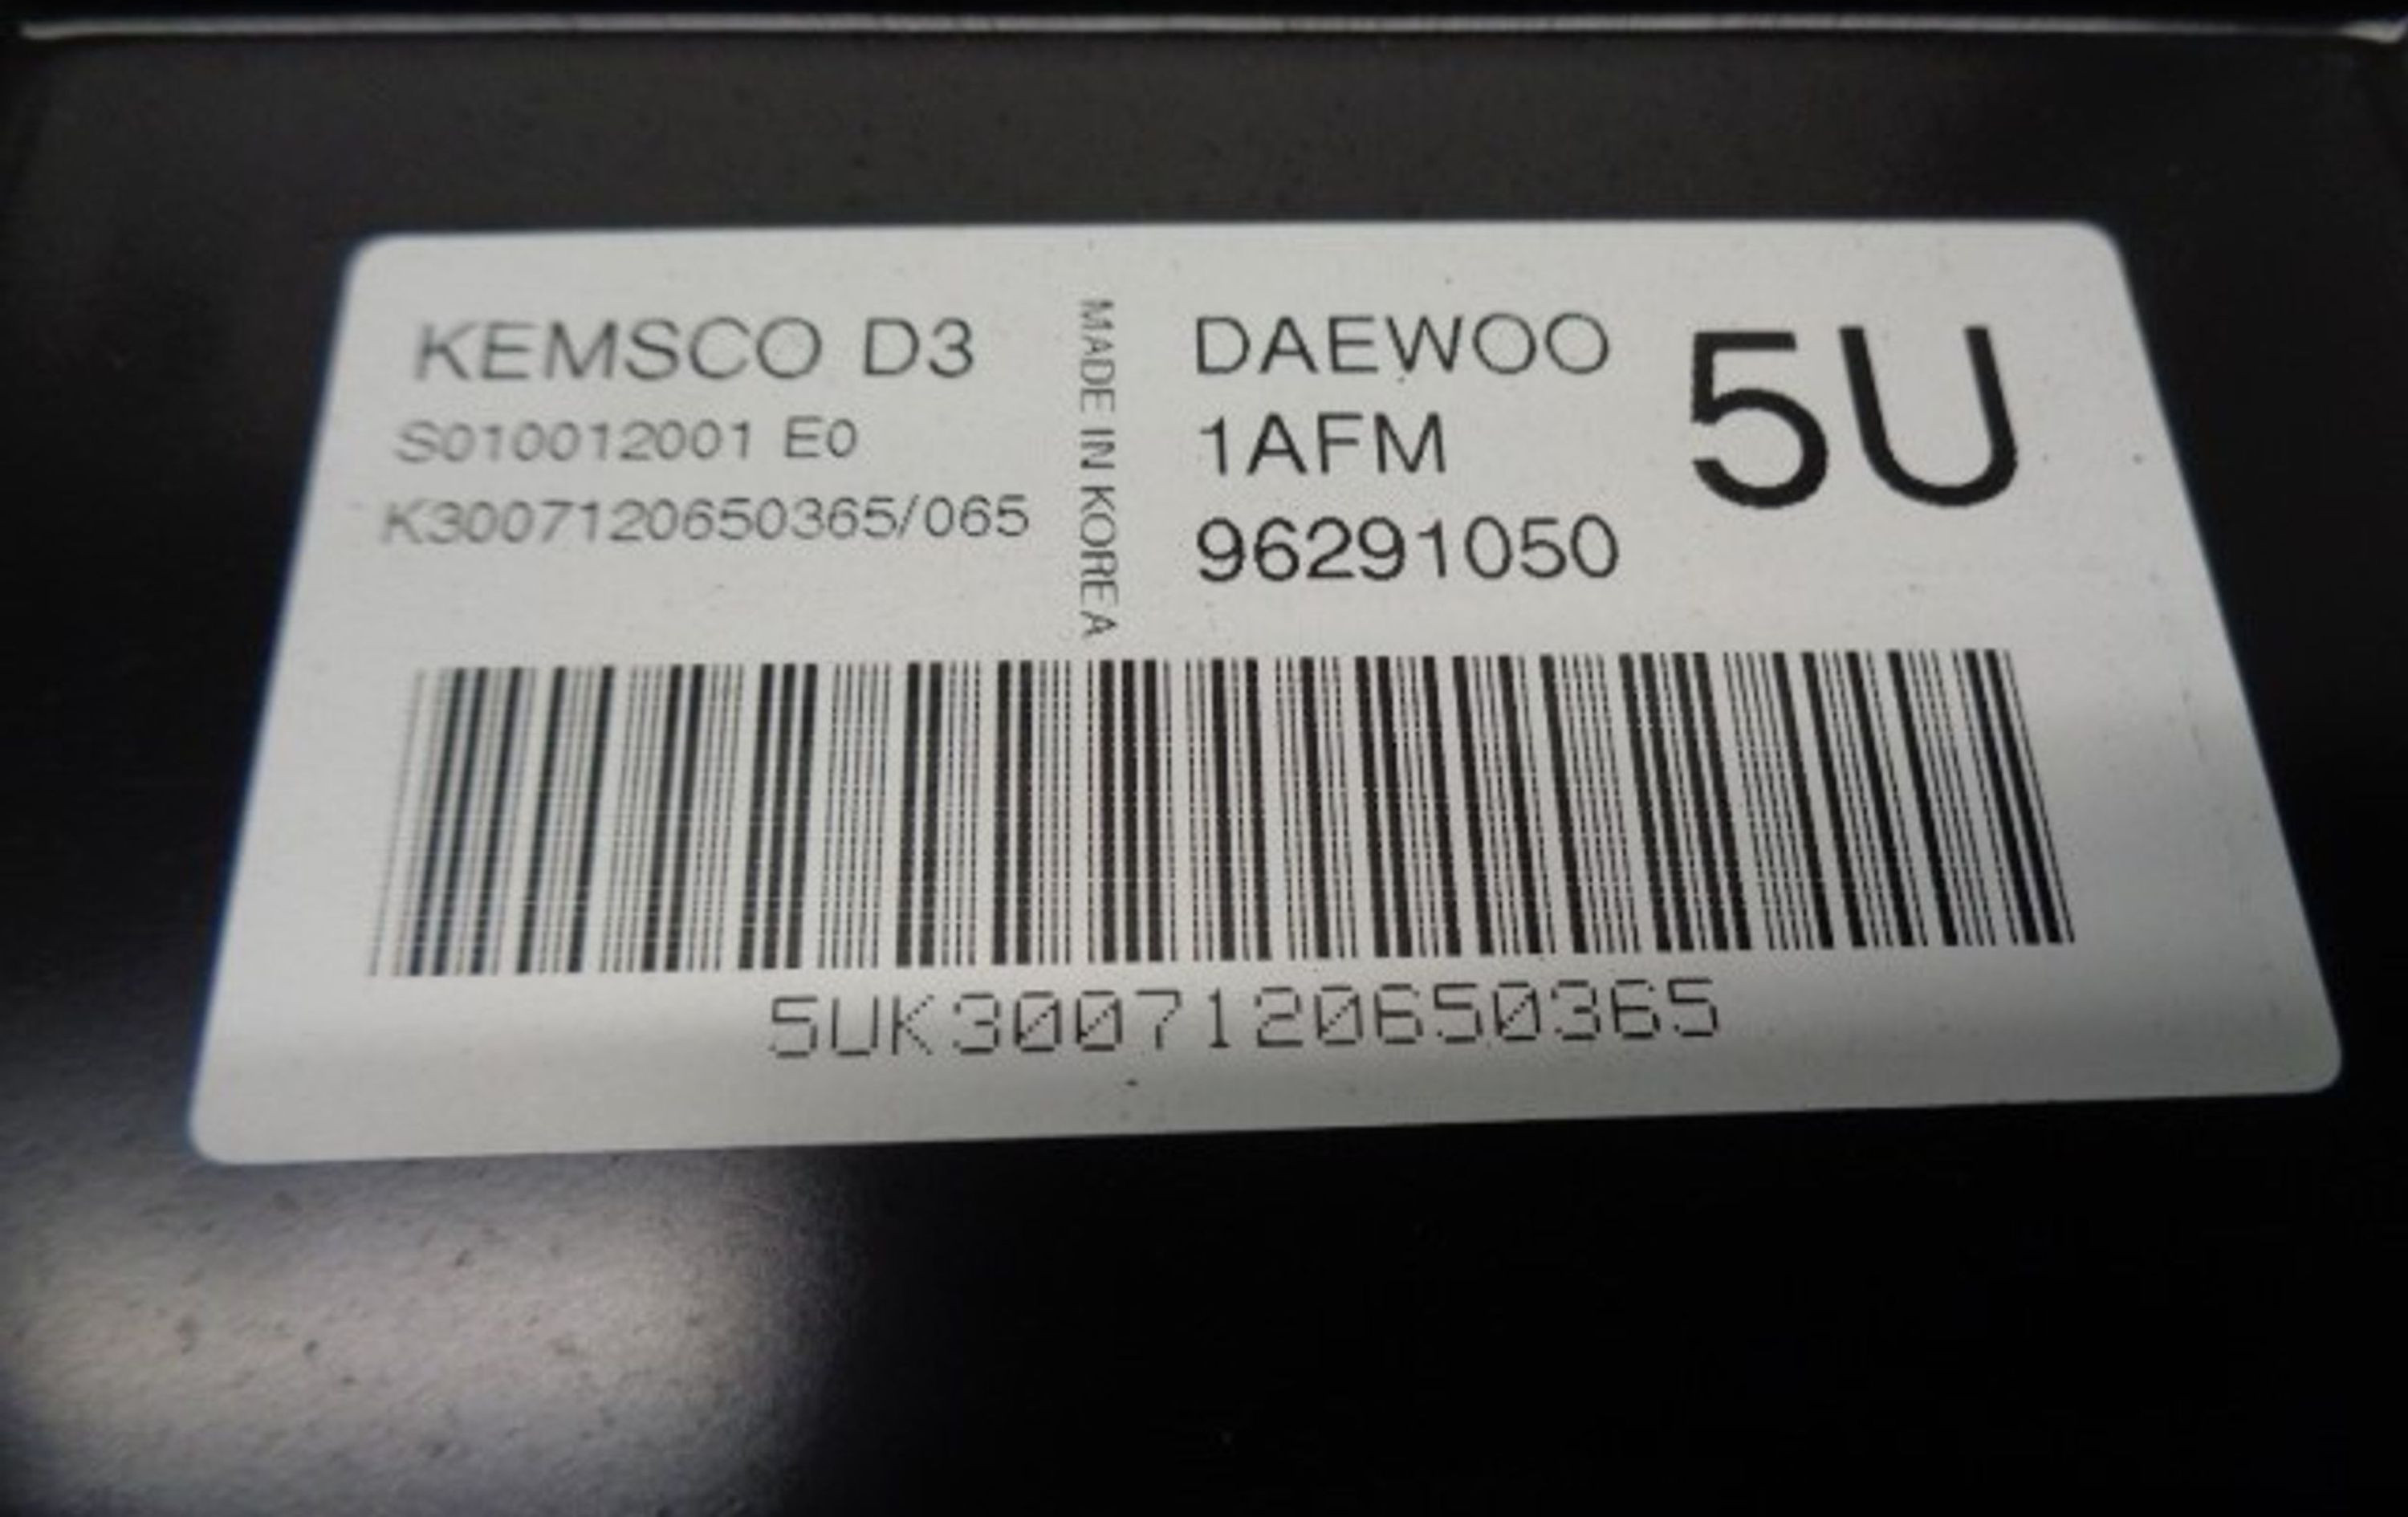 KEMSCO D3
S010012001 E0
K3007120650365/065
MADE IN KOREA
DAEWOO
1AFM
96291050
5U
5UK3007120650365